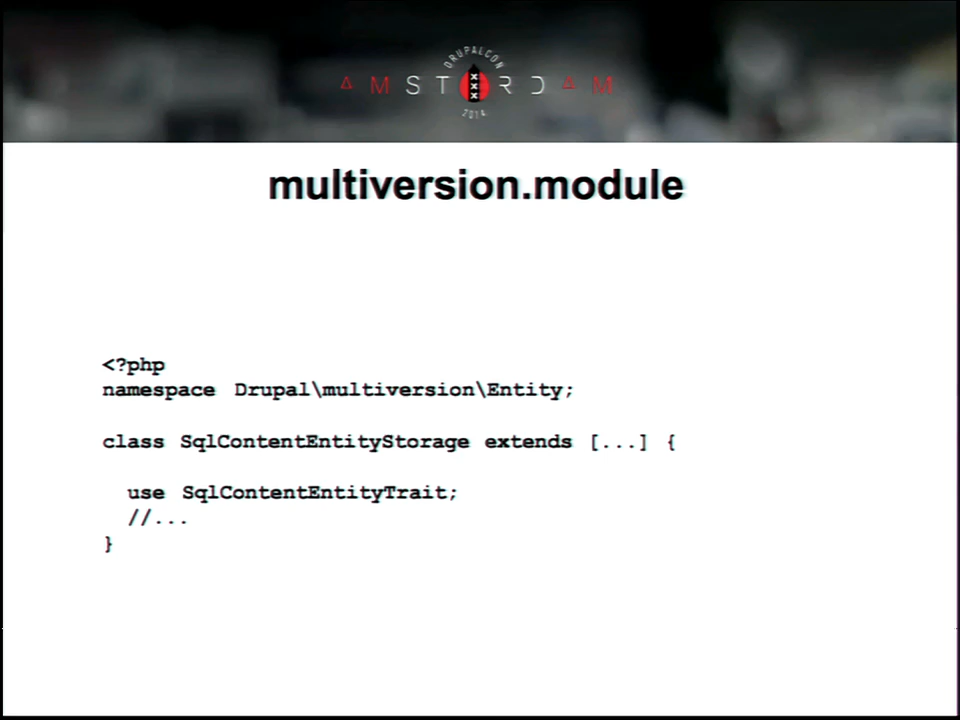 DRUPALCON
AMSTERDAM
2014
multiversion.module
<?php
namespace Drupal\multiversion\Entity;
class SqlContentEntityStorage extends [...] {
use SqlContentEntityTrait;
//...
}